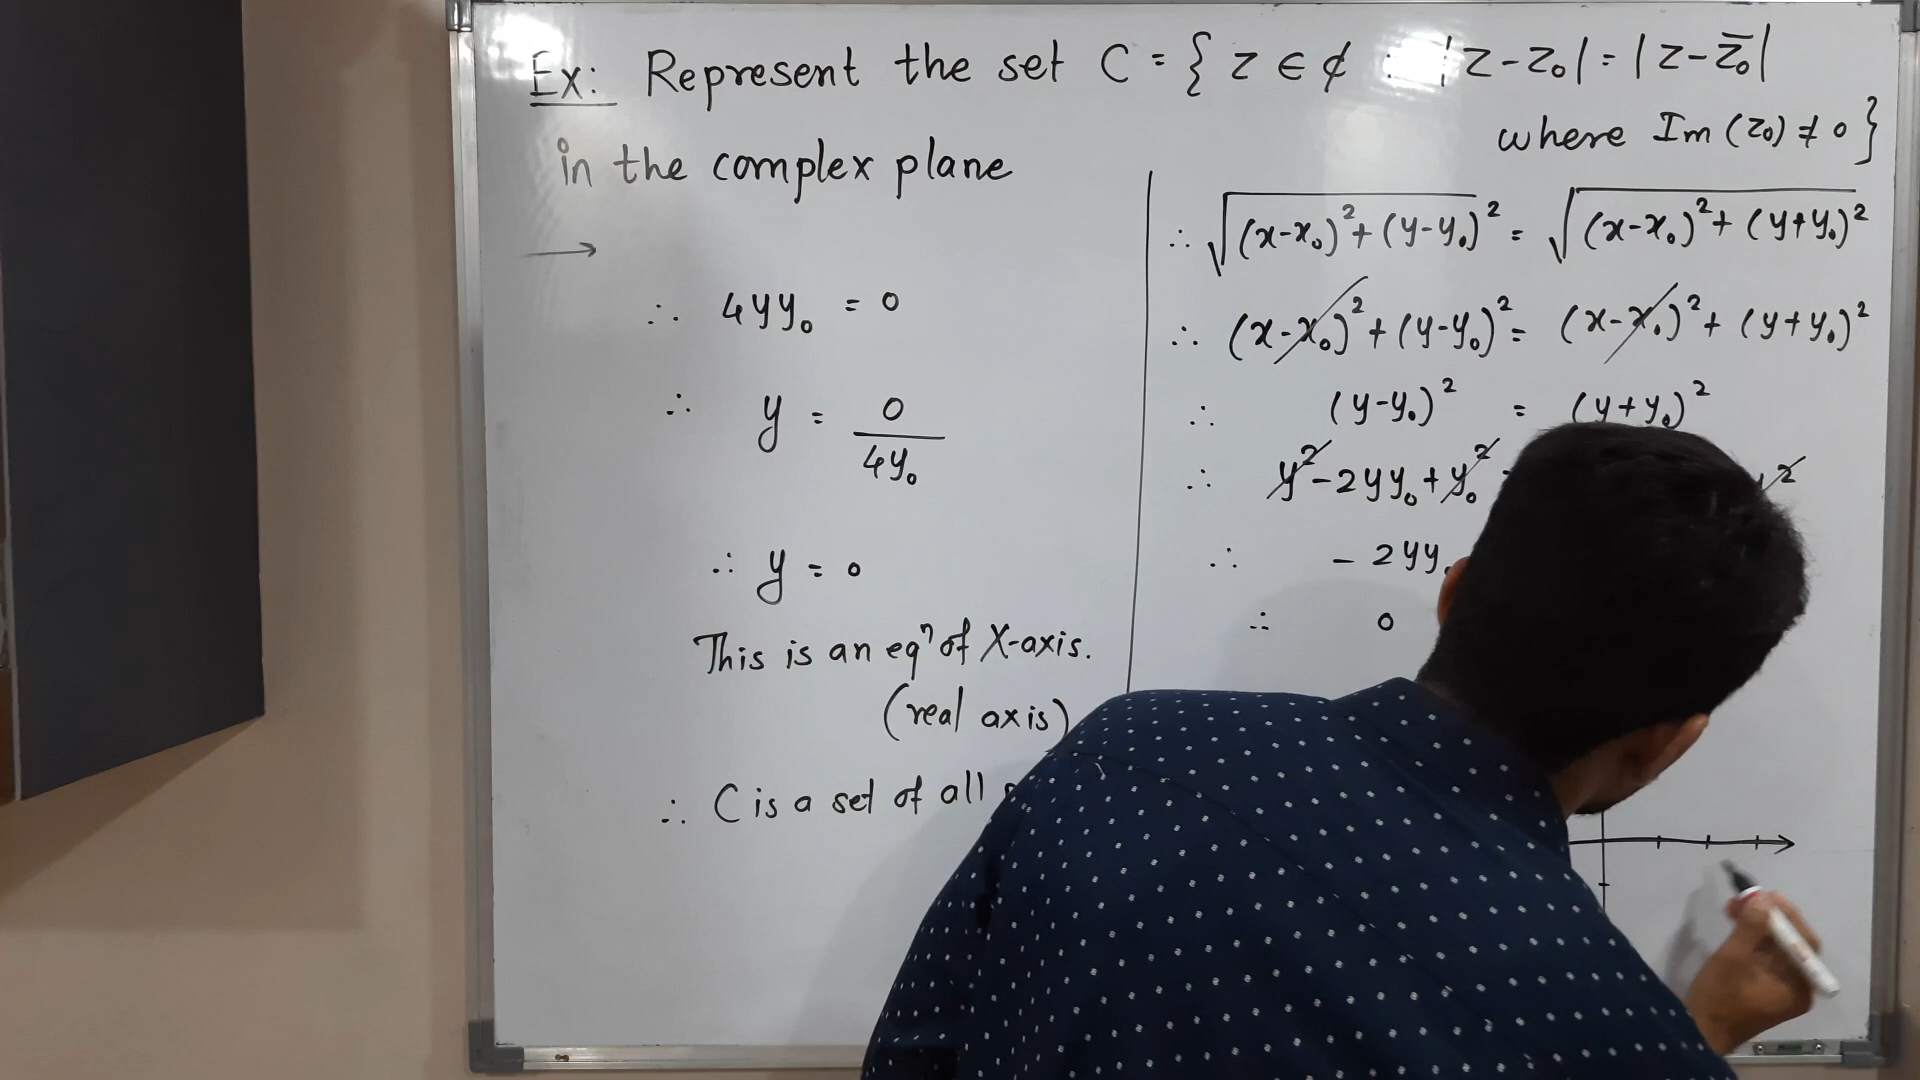 Ex: Represent the set C = { z ∈ ₵ : |z-z₀| = |z-z̄₀|
where Im (z₀) ≠ 0 }
in the complex plane
∴ 4yy₀ = 0
∴ y = 0/4y₀
∴ y = 0
This is an eqⁿ of X-axis.
(real axis)
∴ C is a set of all
∴ √(x-x₀)²+(y-y₀)² = √(x-x₀)²+(y+y₀)²
∴ (x-x₀)²+(y-y₀)² = (x-x₀)²+(y+y₀)²
∴ (y-y₀)² = (y+y₀)²
∴ y²-2yy₀+y₀²
∴ -2yy₀
∴ 0